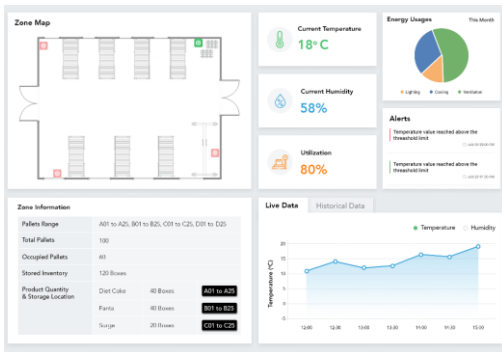 Zone Map
Current Temperature
18° C
Current Humidity
58%
Utilization
80%
Energy Usages
This Month
Lighting
Cooling
Ventilation
Alerts
Temperature value reached above the
threashold limit
Temperature value reached above the
threashold limit
Zone Information
Pallets Range
A01 to A25, B01 to B25, C01 to C25, D01 to D25
Total Pallets
100
Occupied Pallets
Stored Inventory
120 Boxes
Product Quantity
& Storage Location
Diet Coke
40 Boxes
A01 to A25
Fanta
40 Boxes
B01 to B25
Surge
20 Boxes
C01 to C25
Live Data
Historical Data
Temperature
Humidity
Temperature (°C)
20
15
10
5
0
-5
12:00
12:30
13:00
13:30
14:00
14:30
15:00